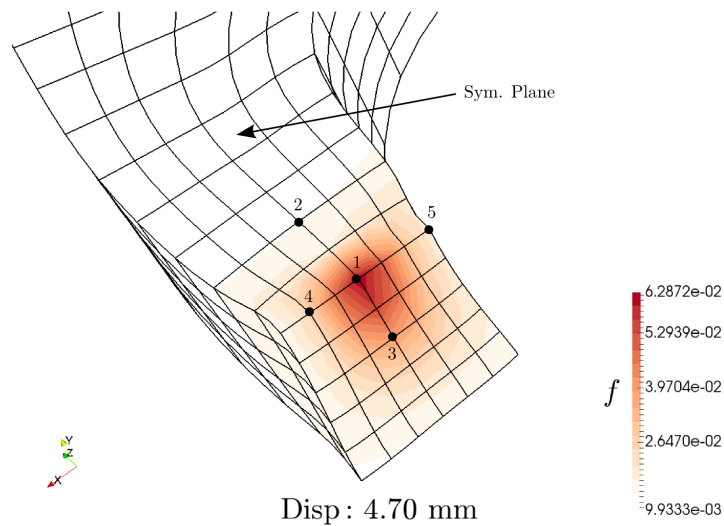 Sym. Plane
2
5
1
4
3
6.2872e-02
5.2939e-02
3.9704e-02
2.6470e-02
9.9333e-03
f
Y
Z
X
Disp: 4.70 mm